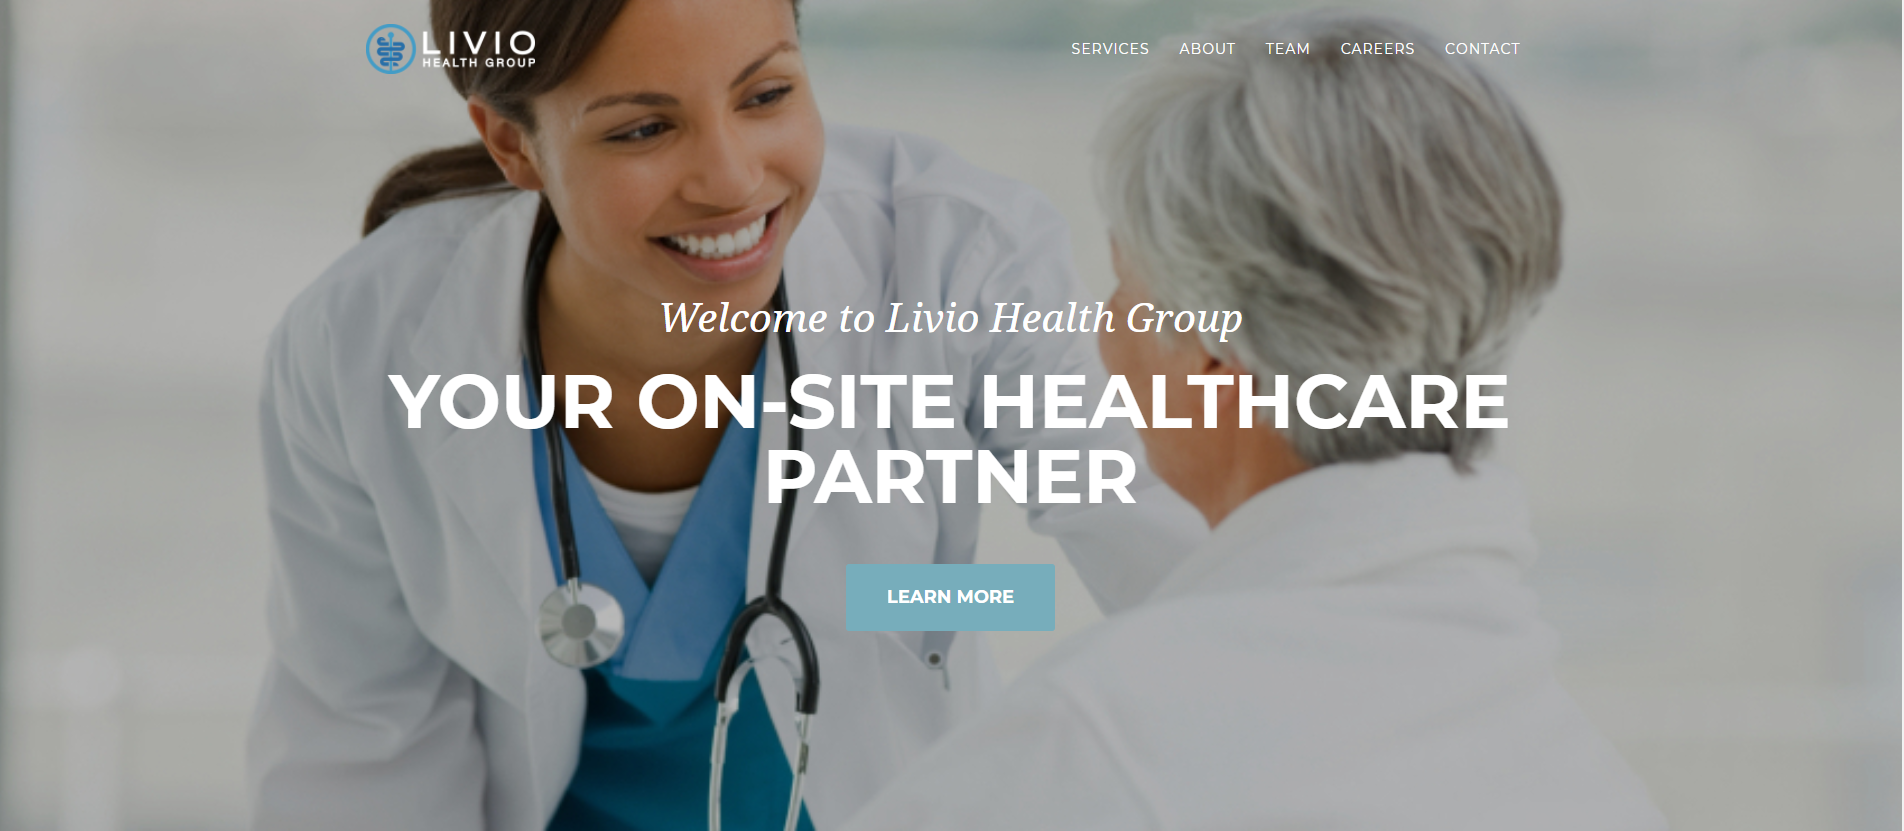 LIVIO
HEALTH GROUP
SERVICES ABOUT TEAM CAREERS CONTACT
Welcome to Livio Health Group
YOUR ON-SITE HEALTHCARE
PARTNER
LEARN MORE